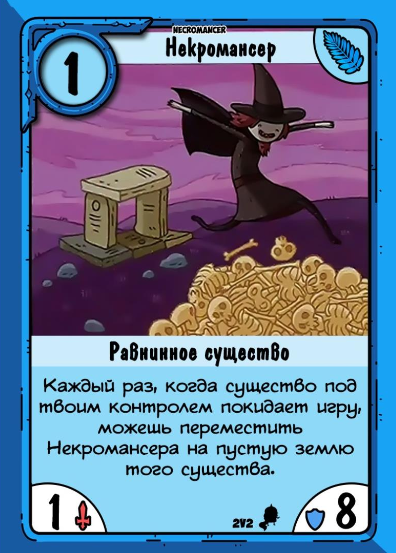 NECROMANCER
1
Некромансер
Равнинное существо
Каждый раз, когда существо под
твоим контролем покидает игру,
можешь переместить
Некромансера на пустую землю
того существа.
1
2V2
8